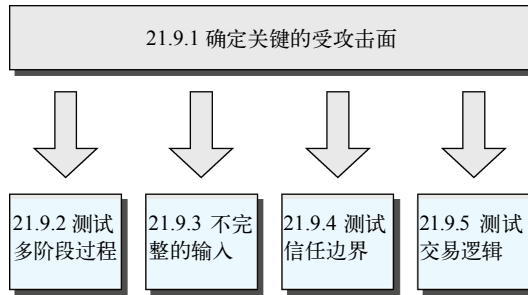 21.9.1 确定关键的受攻击面
21.9.2 测试
多阶段过程
21.9.3 不完
整的输入
21.9.4 测试
信任边界
21.9.5 测试
交易逻辑